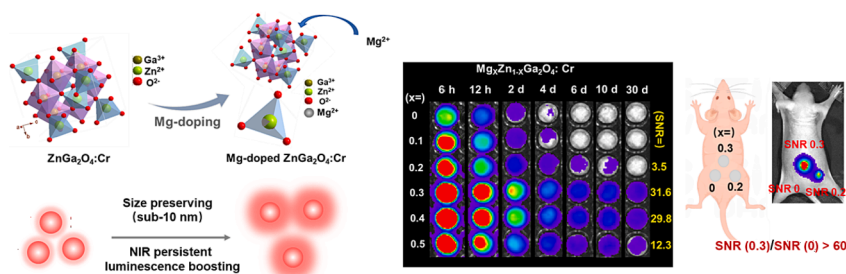 Mg²⁺
Ga³⁺
Zn²⁺
O²⁻
Mg-doping
Ga³⁺
Zn²⁺
O²⁻
Mg²⁺
ZnGa₂O₄:Cr
Mg-doped ZnGa₂O₄:Cr
Size preserving
(sub-10 nm)
NIR persistent
luminescence boosting
MgₓZn₁₋ₓGa₂O₄: Cr
6 h 12 h 2 d 4 d 6 d 10 d 30 d
(x=)
(SNR=)
0
0.1
0.2 3.5
0.3 31.6
0.4 29.8
0.5 12.3
(x=)
0.3
0 0.2
SNR 0.3
SNR 0 SNR 0.2
SNR (0.3)/SNR (0) > 60